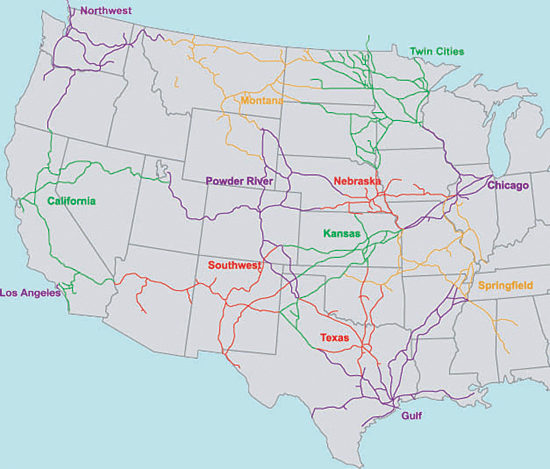 Northwest
Twin Cities
Montana
Powder River
Nebraska
Chicago
California
Kansas
Southwest
Los Angeles
Springfield
Texas
Gulf